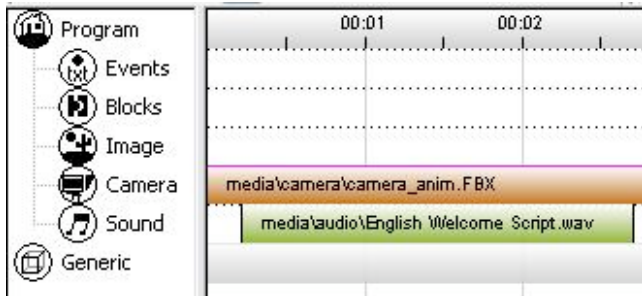 00:01 00:02
Program
txt Events
Blocks
Image
Camera media\camera\camera_anim.FBX
Sound media\audio\English Welcome Script.wav
Generic